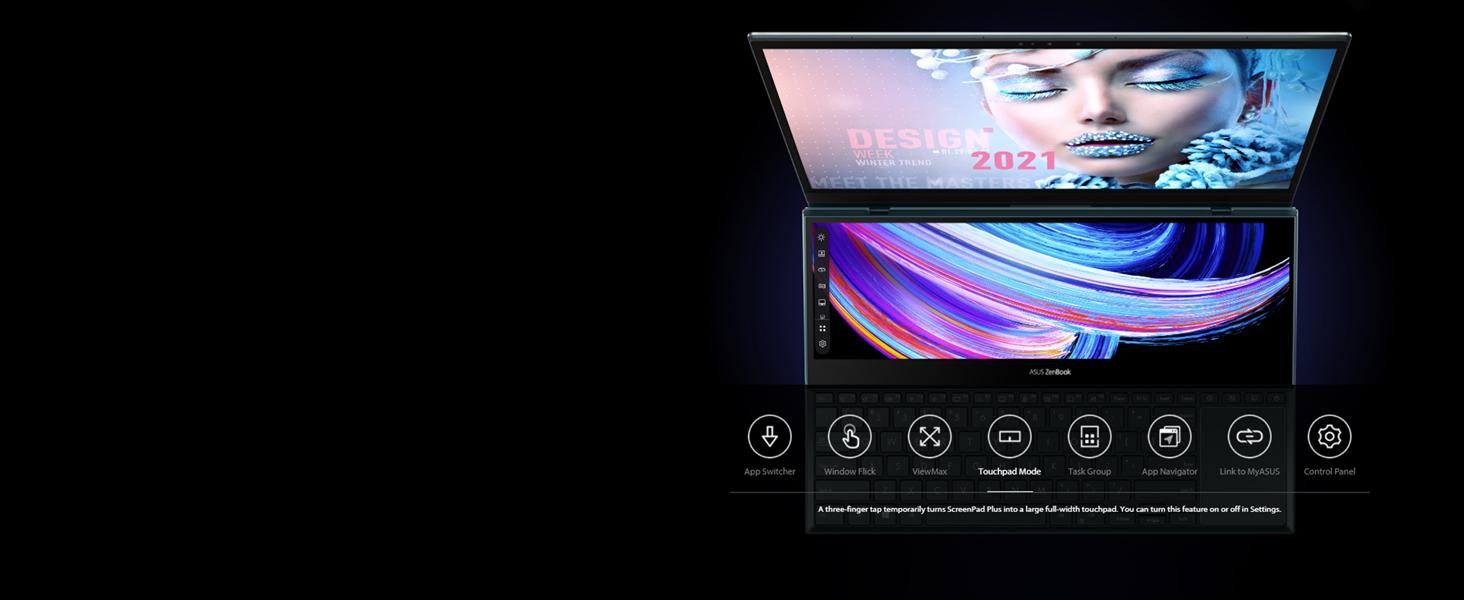 DESIGN
WEEK
WINTER TREND
2021
MEET THE MASTERS
ASUS ZenBook
App Switcher
Window Flick
ViewMax
Touchpad Mode
Task Group
App Navigator
Link to MyASUS
Control Panel
A three-finger tap temporarily turns ScreenPad Plus into a large full-width touchpad. You can turn this feature on or off in Settings.